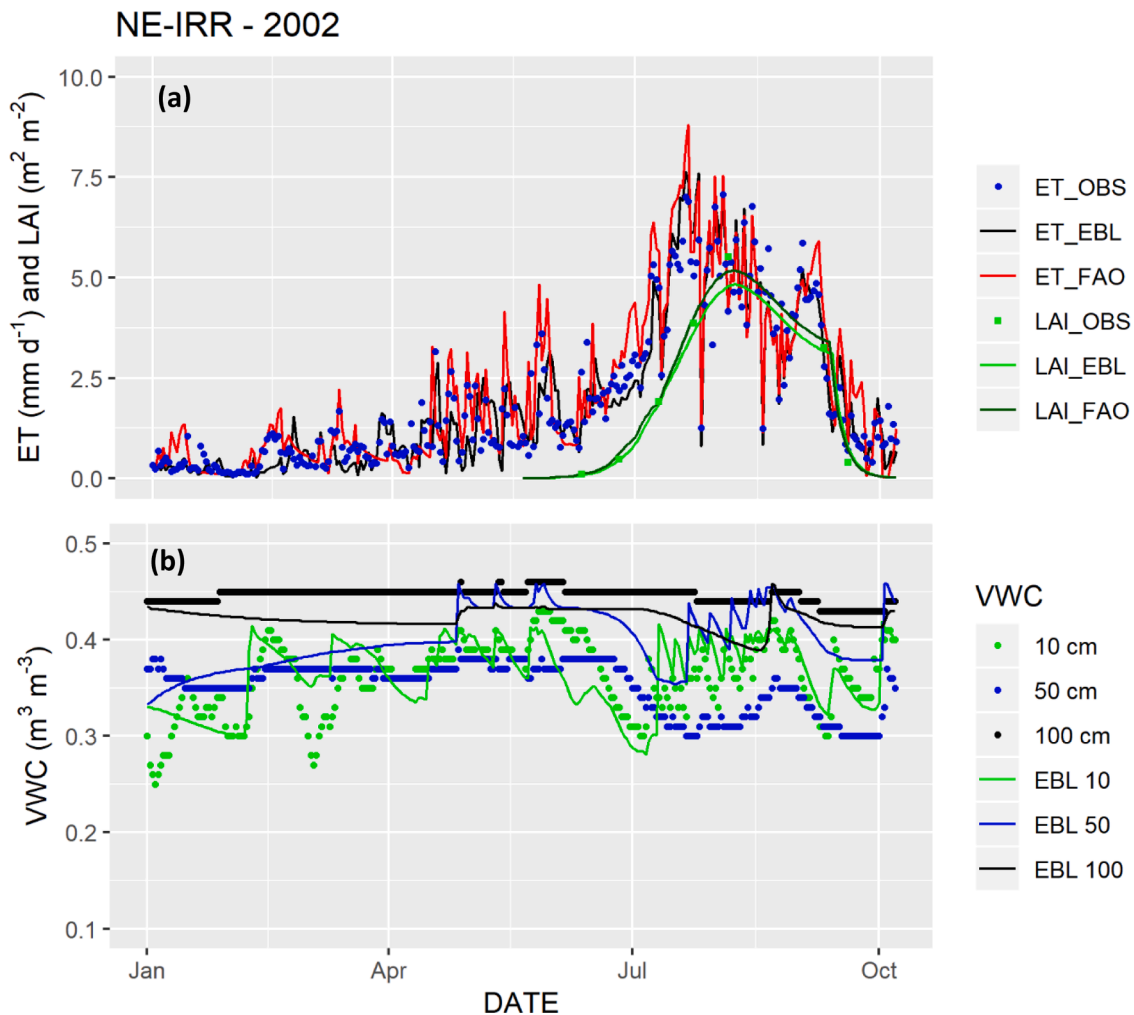 NE-IRR - 2002
(a)
ET (mm d⁻¹) and LAI (m² m⁻²)
10.0
7.5
5.0
2.5
0.0
ET_OBS
ET_EBL
ET_FAO
LAI_OBS
LAI_EBL
LAI_FAO
(b)
VWC (m³ m⁻³)
0.5
0.4
0.3
0.2
0.1
Jan
Apr
Jul
Oct
DATE
VWC
10 cm
50 cm
100 cm
EBL 10
EBL 50
EBL 100